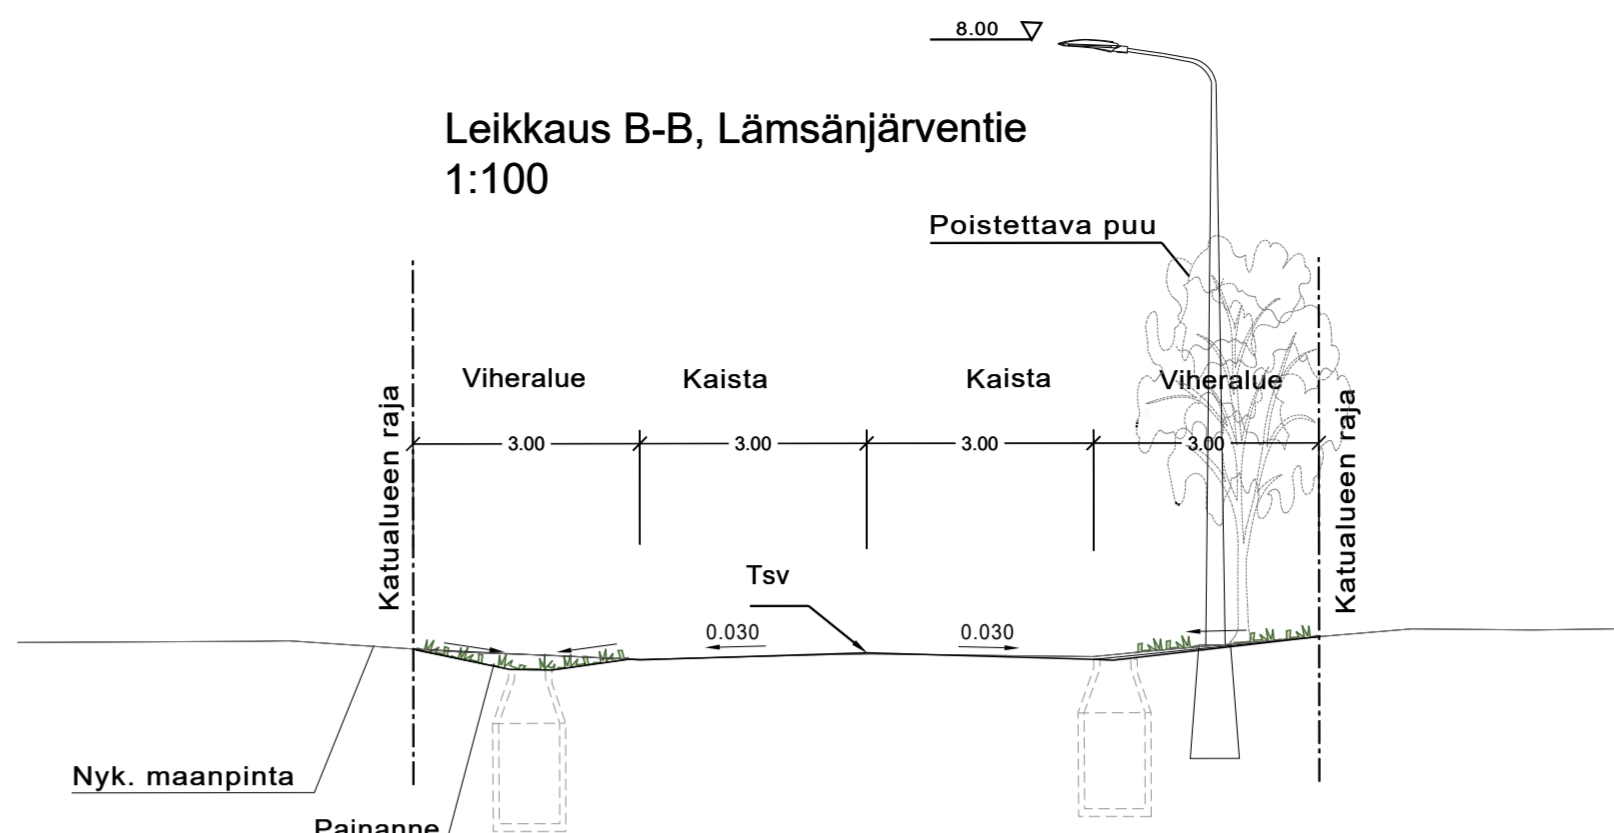 8.00
Leikkaus B-B, Lämsänjärventie
1:100
Poistettava puu
Viheralue
Kaista
Kaista
Viheralue
Katualueen raja
3.00
3.00
3.00
3.00
Katualueen raja
Tsv
0.030
0.030
Nyk. maanpinta
Painanne